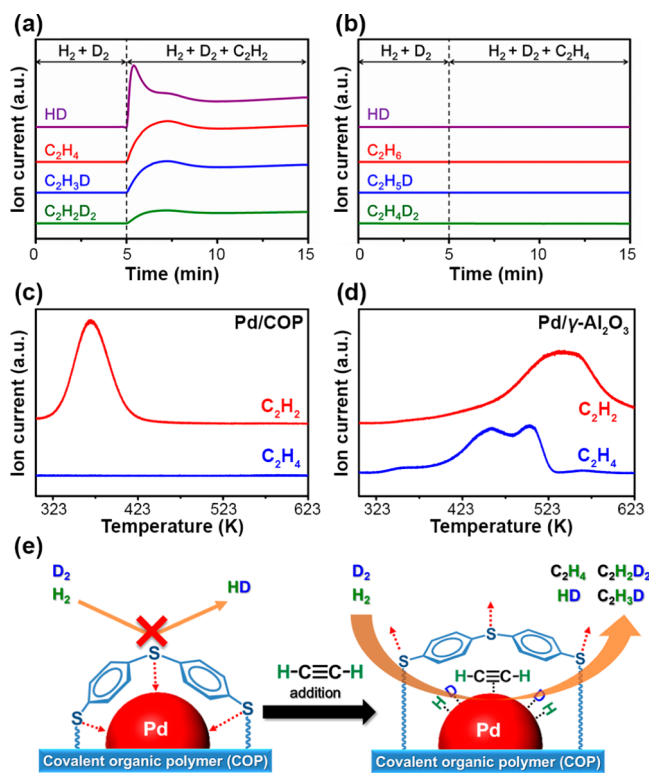 (a)
H₂ + D₂
H₂ + D₂ + C₂H₂
HD
C₂H₄
C₂H₃D
C₂H₂D₂
Ion current (a.u.)
0 5 10 15
Time (min)
(b)
H₂ + D₂
H₂ + D₂ + C₂H₄
HD
C₂H₆
C₂H₅D
C₂H₄D₂
Ion current (a.u.)
0 5 10 15
Time (min)
(c)
Pd/COP
C₂H₂
C₂H₄
Ion current (a.u.)
323 423 523 623
Temperature (K)
(d)
Pd/γ-Al₂O₃
C₂H₂
C₂H₄
Ion current (a.u.)
323 423 523 623
Temperature (K)
(e)
D₂
H₂
HD
S
S
S
Pd
Covalent organic polymer (COP)
H-C≡C-H
addition
D₂
H₂
C₂H₄ C₂H₂D₂
HD C₂H₃D
S
S
S
H-C≡C-H
D
H
D
H
Pd
Covalent organic polymer (COP)